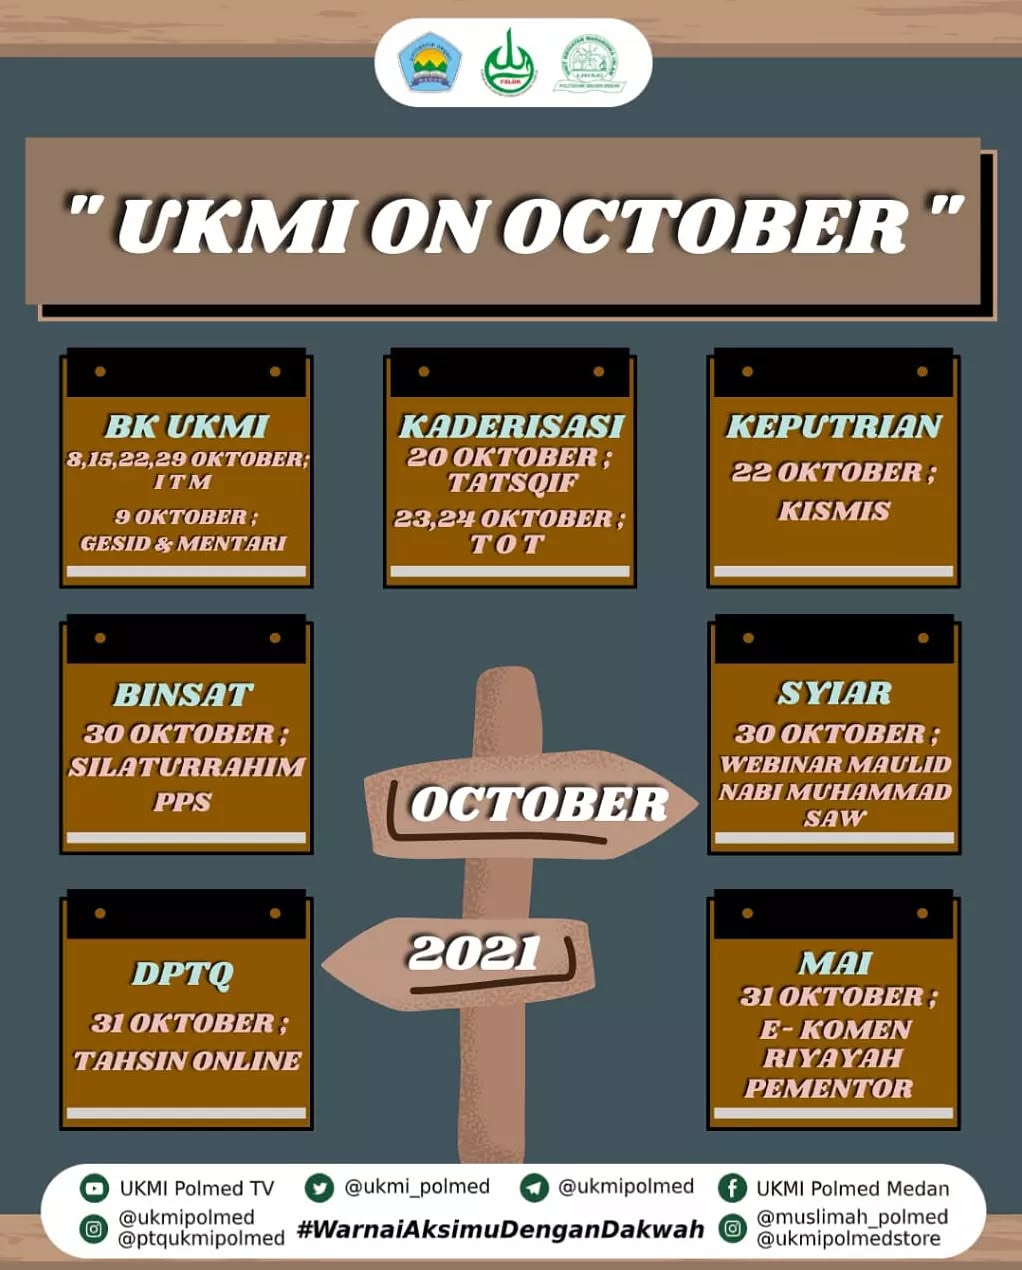 " UKMI ON OCTOBER "
BK UKMI
8,15,22,29 OKTOBER;
I T M
9 OKTOBER ;
GESID & MENTARI
KADERISASI
20 OKTOBER ;
TATSQIF
23,24 OKTOBER ;
T O T
KEPUTRIAN
22 OKTOBER ;
KISMIS
BINSAT
30 OKTOBER ;
SILATURRAHIM
PPS
SYIAR
30 OKTOBER ;
WEBINAR MAULID
NABI MUHAMMAD
SAW
OCTOBER
2021
DPTQ
31 OKTOBER ;
TAHSIN ONLINE
MAI
31 OKTOBER ;
E- KOMEN
RIYAYAH
PEMENTOR
UKMI Polmed TV
@ukmi_polmed
@ukmipolmed
UKMI Polmed Medan
@ukmipolmed
@ptqukmipolmed
#WarnaiAksimuDenganDakwah
@muslimah_polmed
@ukmipolmedstore